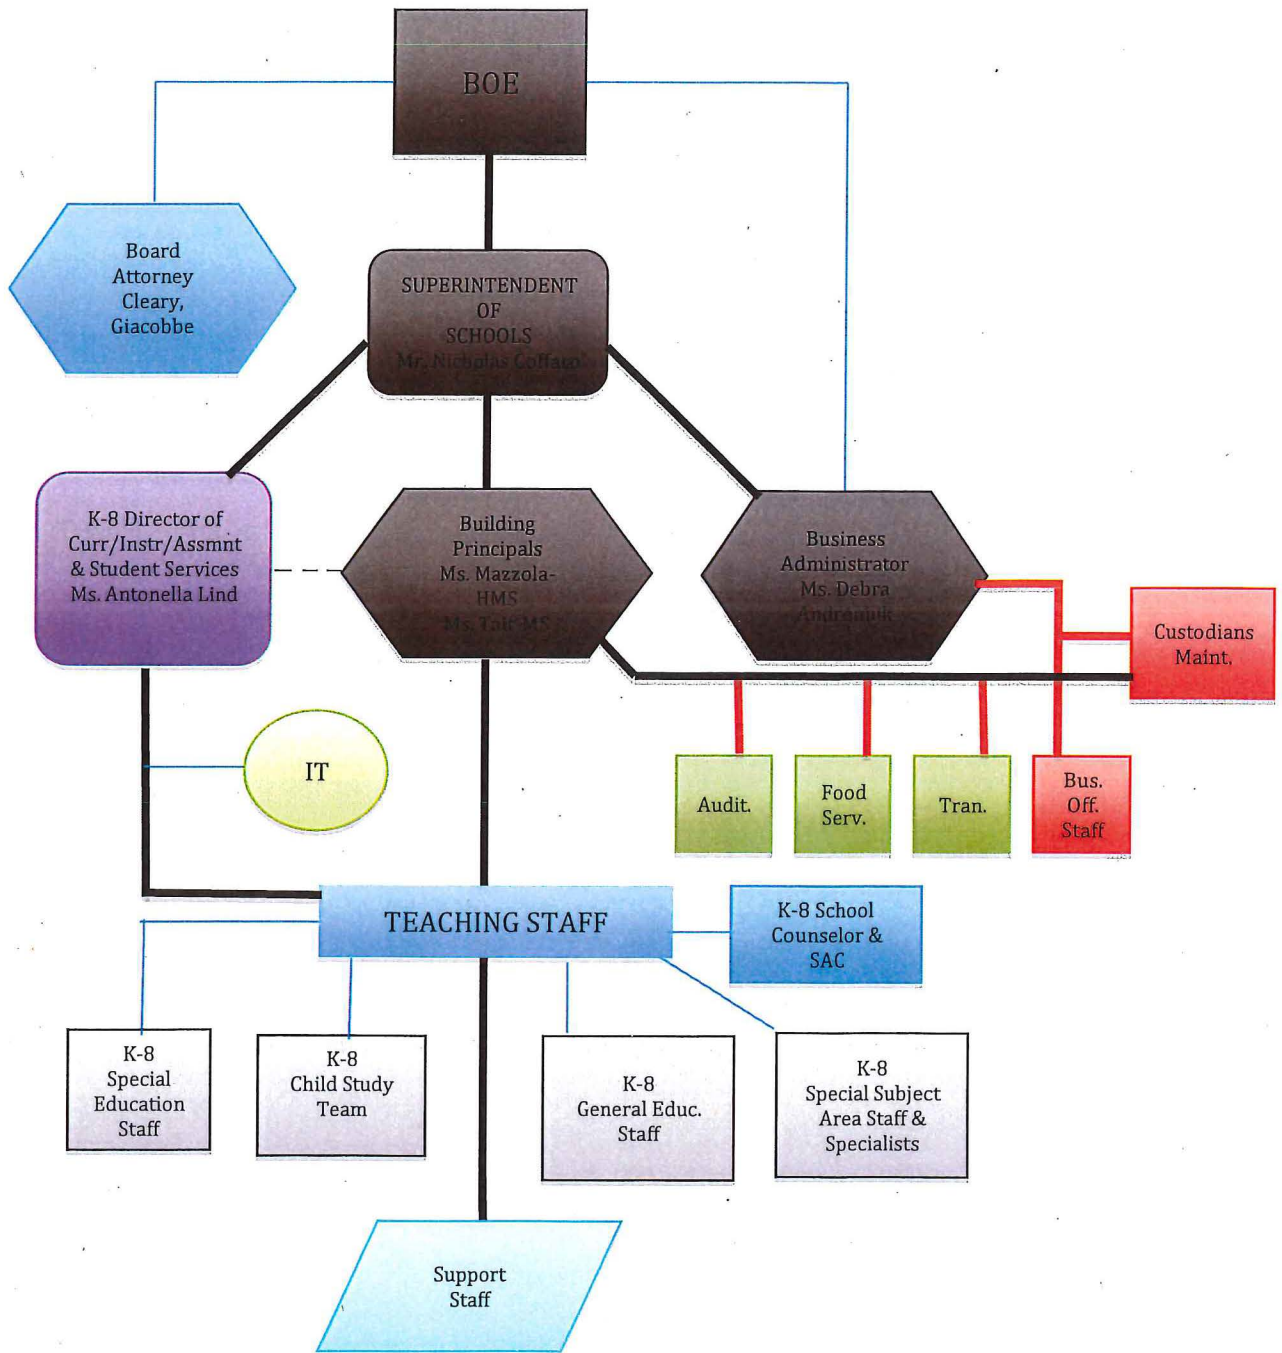 BOE
Board
Attorney
Cleary,
Giacobbe
SUPERINTENDENT
OF
SCHOOLS
Mr. Nicholas
K-8 Director of
Curr/Instr/Assmnt
& Student Services
Ms. Antonella Lind
Building
Principals
Ms. Mazzola-
HMS
Ms.
Business
Administrator
Ms. Debra
Custodians
Maint.
IT
Audit.
Food
Serv.
Tran.
Bus.
Off.
Staff
TEACHING STAFF
K-8 School
Counselor &
SAC
K-8
Special
Education
Staff
K-8
Child Study
Team
K-8
General Educ.
Staff
K-8
Special Subject
Area Staff &
Specialists
Support
Staff